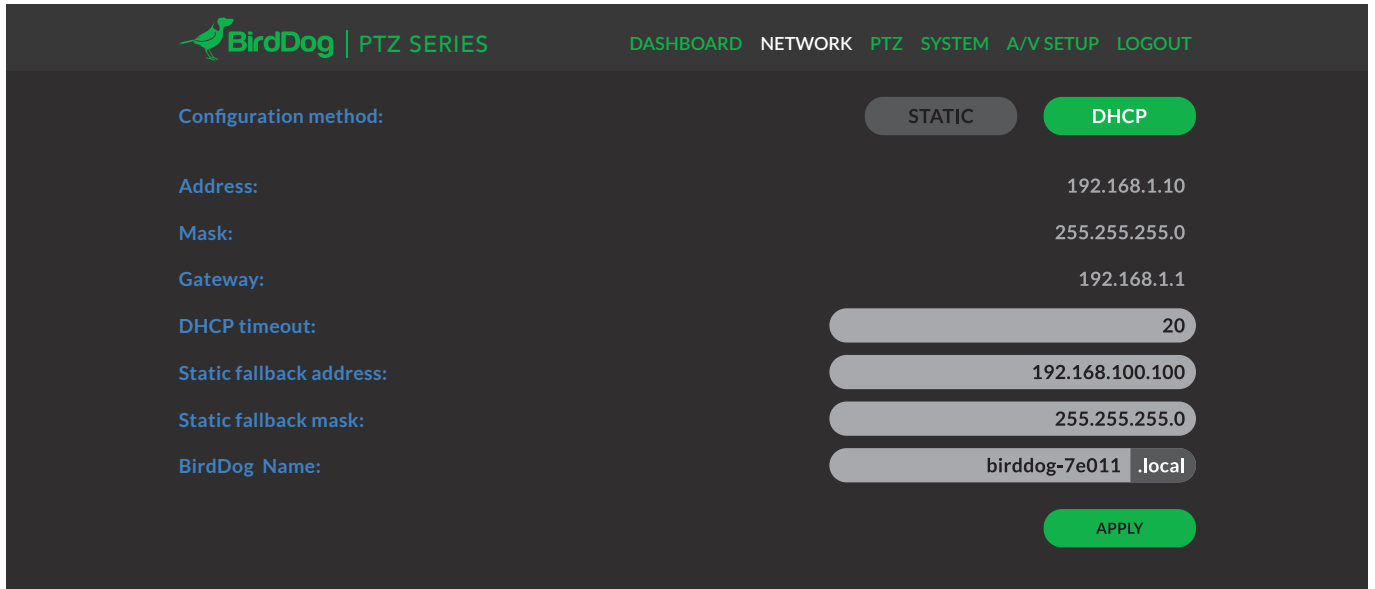 BirdDog | PTZ SERIES DASHBOARD NETWORK PTZ SYSTEM A/V SETUP LOGOUT
Configuration method: STATIC DHCP
Address: 192.168.1.10
Mask: 255.255.255.0
Gateway: 192.168.1.1
DHCP timeout: 20
Static fallback address: 192.168.100.100
Static fallback mask: 255.255.255.0
BirdDog Name: birddog-7e011 .local
APPLY